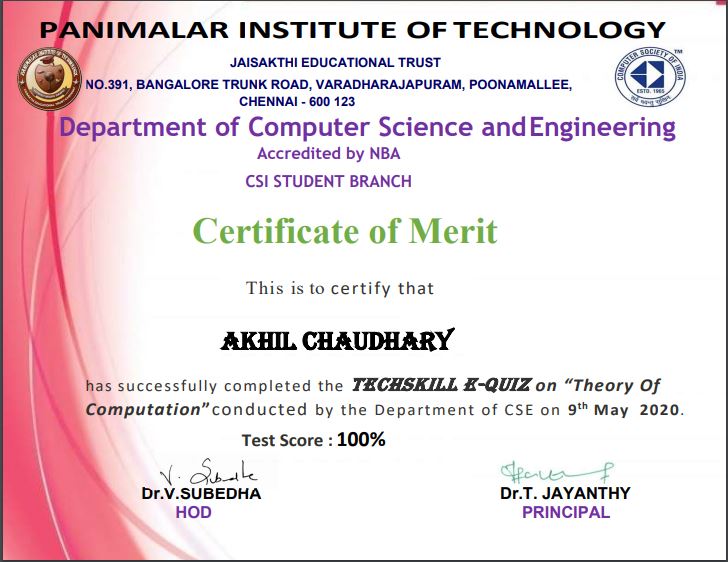 PANIMALAR INSTITUTE OF TECHNOLOGY
JAISAKTHI EDUCATIONAL TRUST
NO.391, BANGALORE TRUNK ROAD, VARADHARAJAPURAM, POONAMALLEE,
CHENNAI - 600 123
COMPUTER SOCIETY OF INDIA
TM
ESTD. 1965
Department of Computer Science and Engineering
Accredited by NBA
CSI STUDENT BRANCH
Certificate of Merit
This is to certify that
AKHIL CHAUDHARY
has successfully completed the TECHSKILL E-QUIZ on “Theory Of
Computation” conducted by the Department of CSE on 9th May 2020.
Test Score : 100%
V. Subedha
Dr.V.SUBEDHA
Dr.T. JAYANTHY
HOD
PRINCIPAL